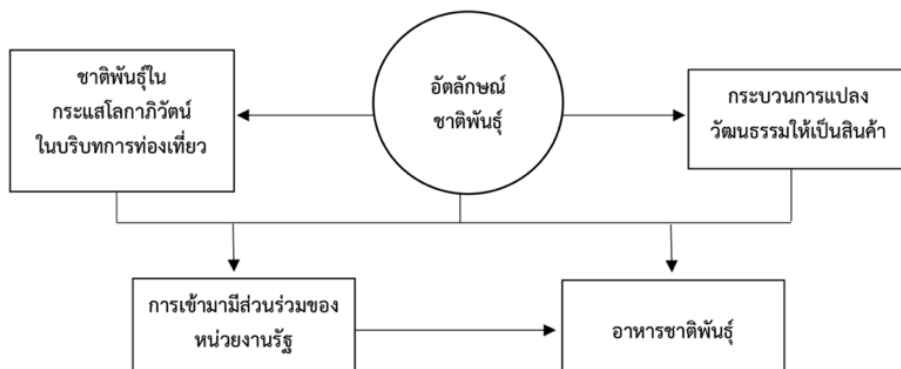 ชาติพันธุ์ใน
กระแสโลกาภิวัตน์
ในบริบทการท่องเที่ยว
อัตลักษณ์
ชาติพันธุ์
กระบวนการแปลง
วัฒนธรรมให้เป็นสินค้า
การเข้ามามีส่วนร่วมของ
หน่วยงานรัฐ
อาหารชาติพันธุ์